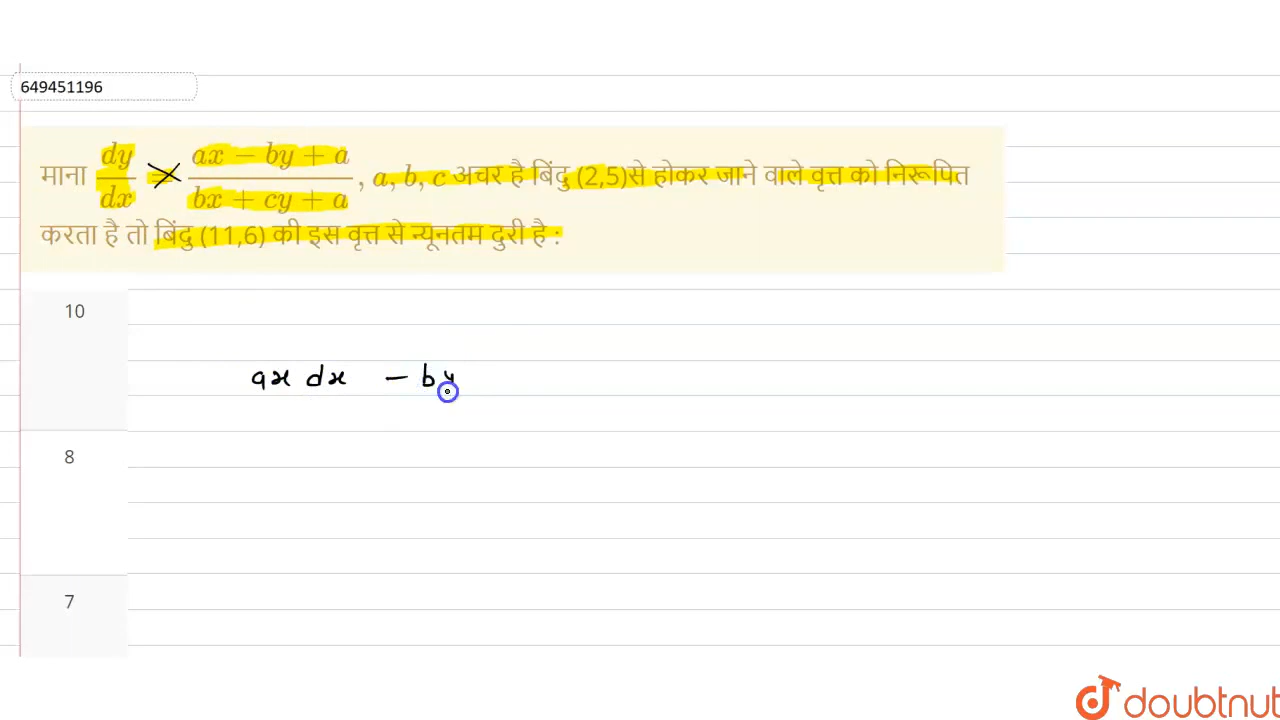 649451196
माना dy/dx = ax − by + a/bx + cy + a, a, b, c अचर है बिंदु (2,5)से होकर जाने वाले वृत्त को निरूपित
करता है तो बिंदु (11,6) की इस वृत्त से न्यूनतम दुरी है :
10
ax dx − by
8
7
doubtnut